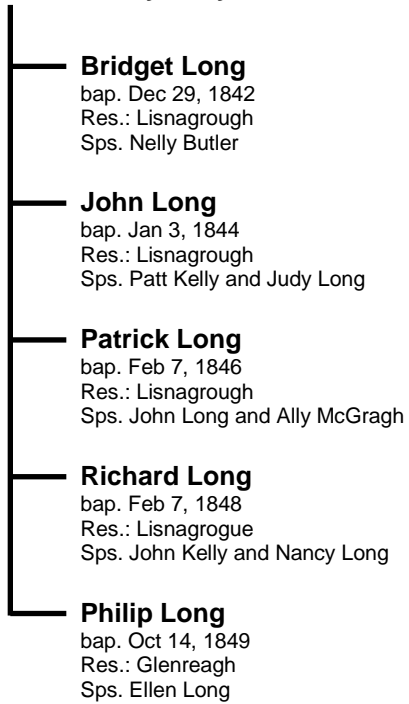 Bridget Long
bap. Dec 29, 1842
Res.: Lisnagrough
Sps. Nelly Butler
John Long
bap. Jan 3, 1844
Res.: Lisnagrough
Sps. Patt Kelly and Judy Long
Patrick Long
bap. Feb 7, 1846
Res.: Lisnagrough
Sps. John Long and Ally McGragh
Richard Long
bap. Feb 7, 1848
Res.: Lisnagrogue
Sps. John Kelly and Nancy Long
Philip Long
bap. Oct 14, 1849
Res.: Glenreagh
Sps. Ellen Long